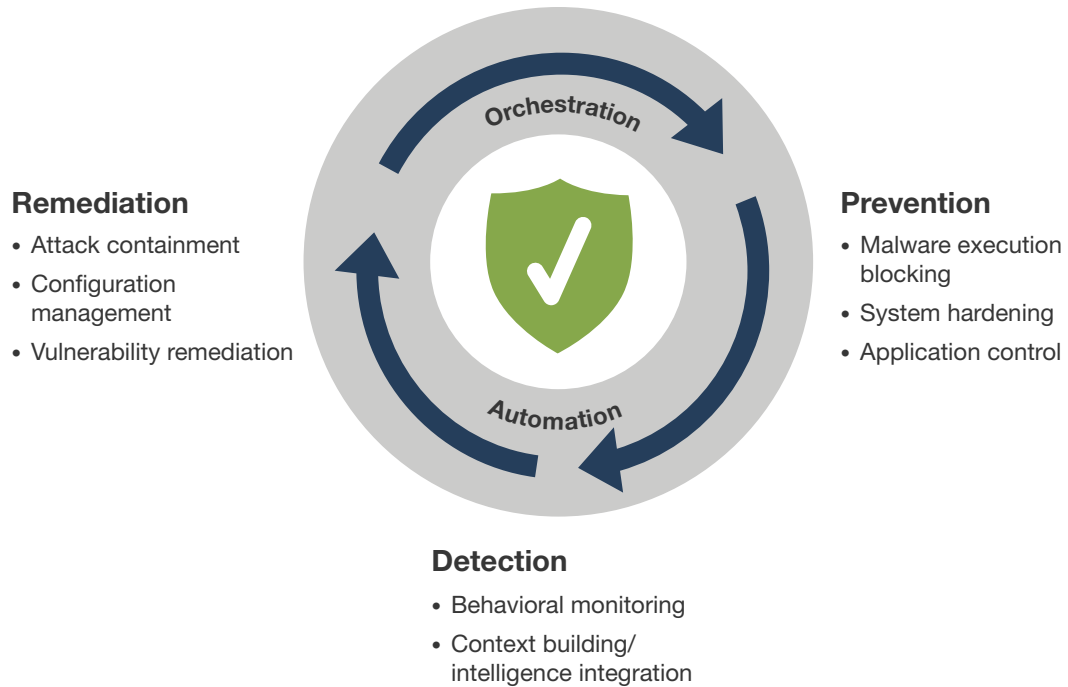 Orchestration
Remediation
• Attack containment
• Configuration
management
• Vulnerability remediation
Prevention
• Malware execution
blocking
• System hardening
• Application control
Automation
Detection
• Behavioral monitoring
• Context building/
intelligence integration